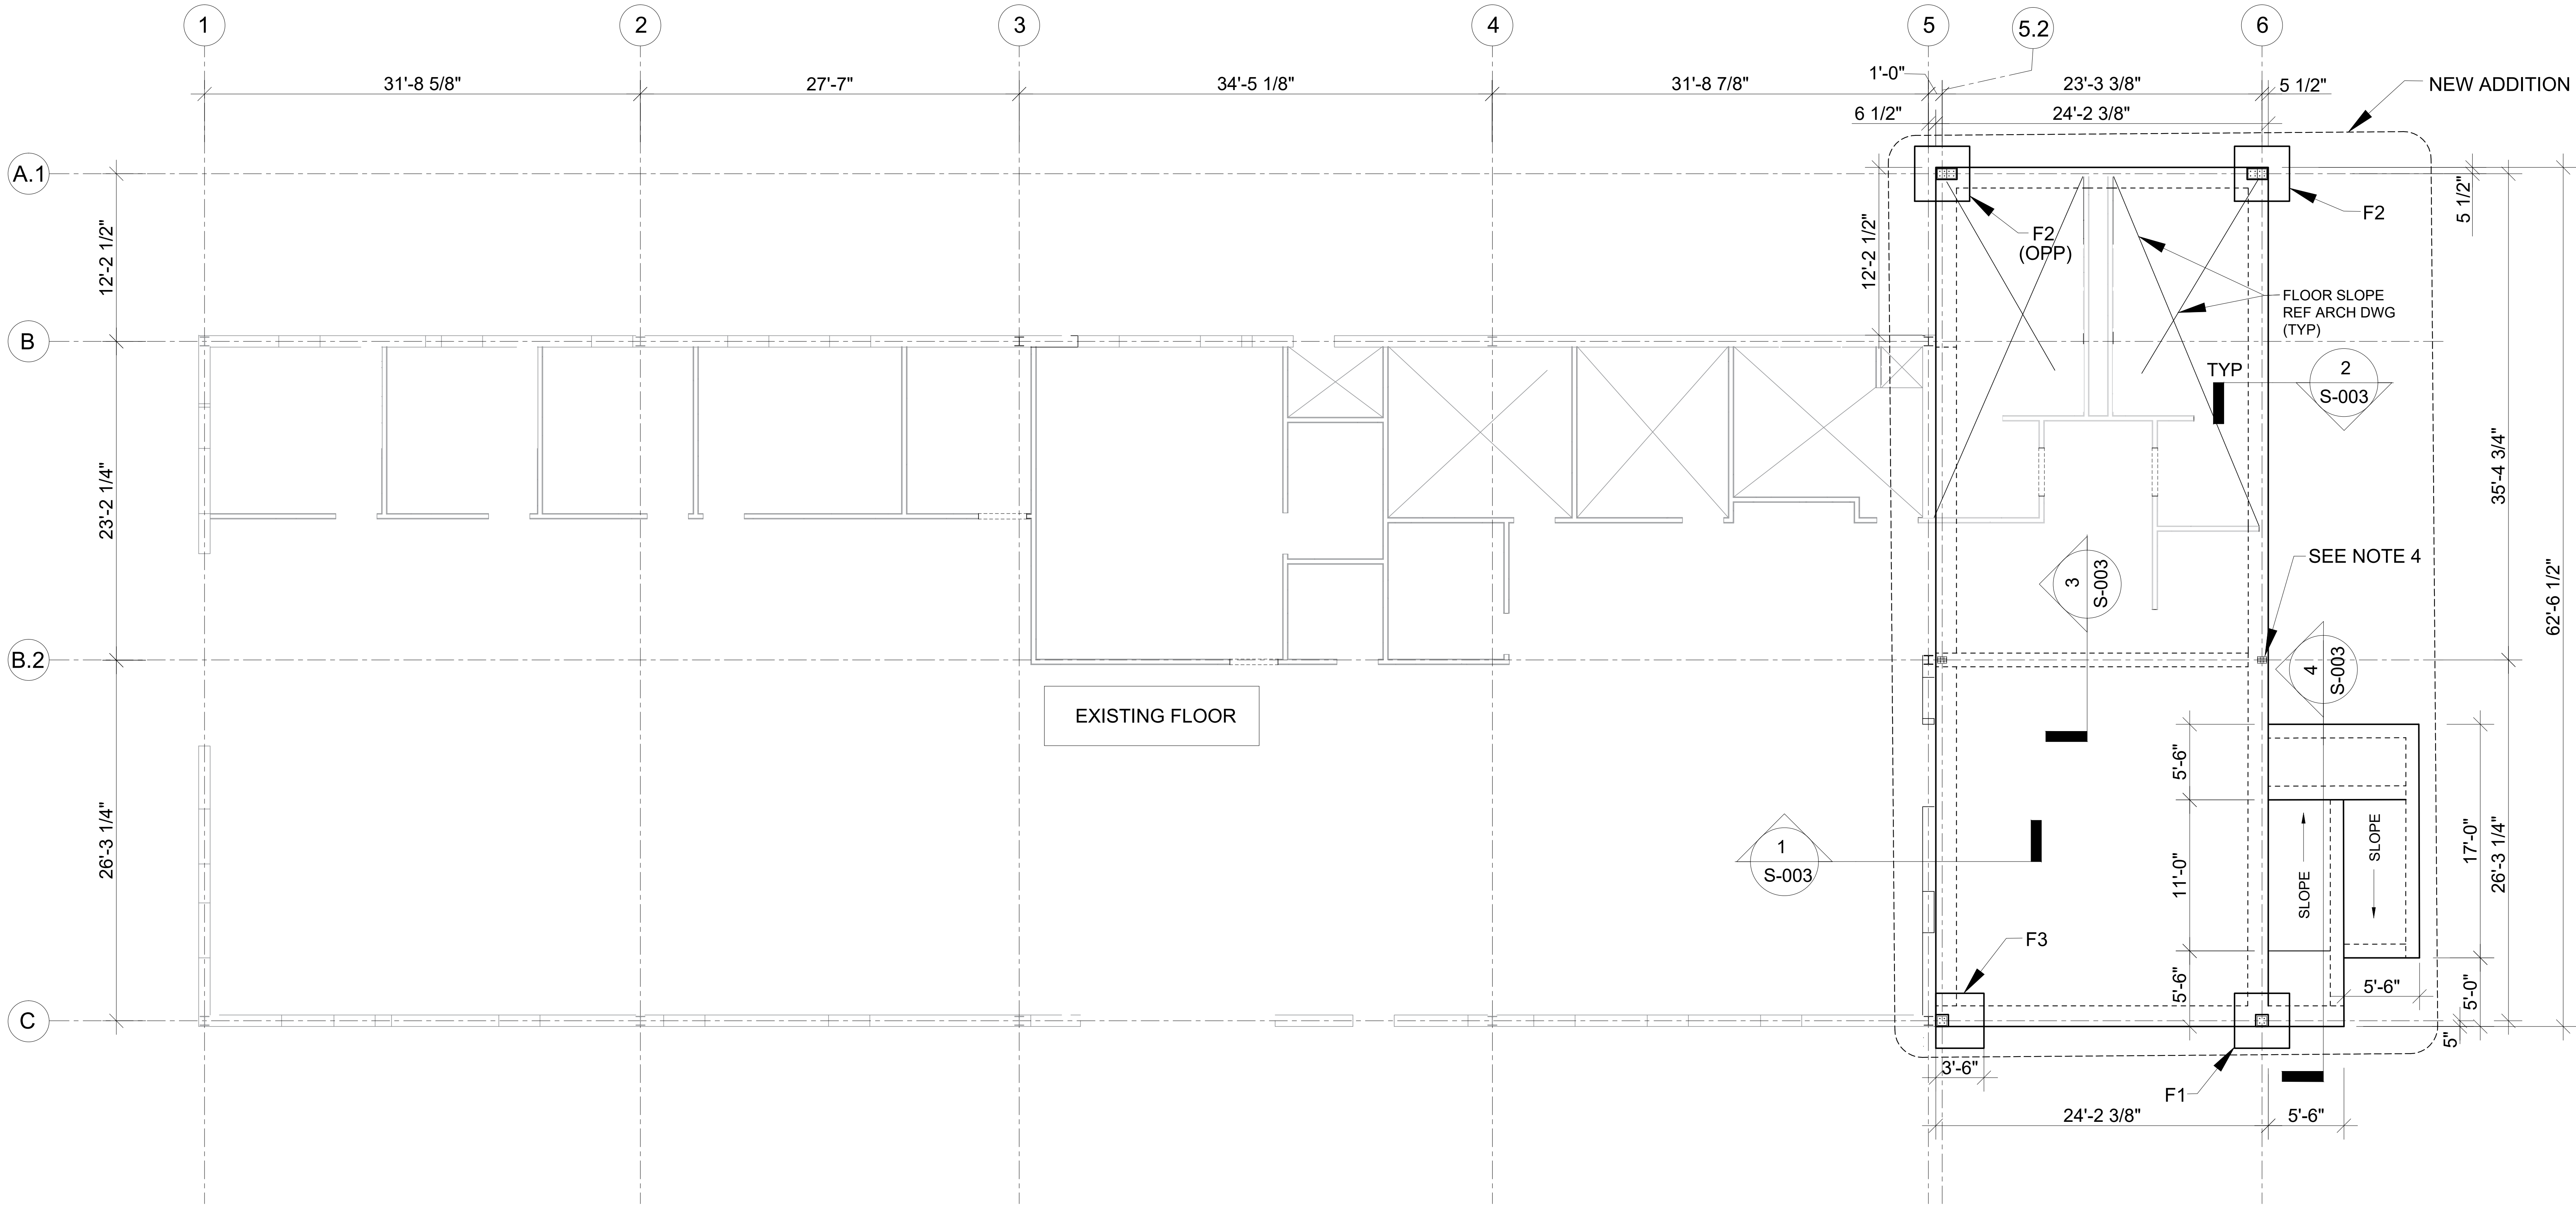 1
2
3
4
5
5.2
6
31'-8 5/8"
27'-7"
34'-5 1/8"
31'-8 7/8"
1'-0"
23'-3 3/8"
5 1/2"
NEW ADDITION
6 1/2"
24'-2 3/8"
A.1
12'-2 1/2"
12'-2 1/2"
F2
(OPP)
F2
5 1/2"
FLOOR SLOPE
REF ARCH DWG
(TYP)
B
TYP
2
S-003
23'-2 1/4"
35'-4 3/4"
SEE NOTE 4
3
S-003
62'-6 1/2"
B.2
4
S-003
EXISTING FLOOR
5'-6"
26'-3 1/4"
1
S-003
11'-0"
SLOPE
SLOPE
17'-0"
26'-3 1/4"
F3
5'-6"
5'-6"
5'-0"
C
5"
3'-6"
F1
24'-2 3/8"
5'-6"